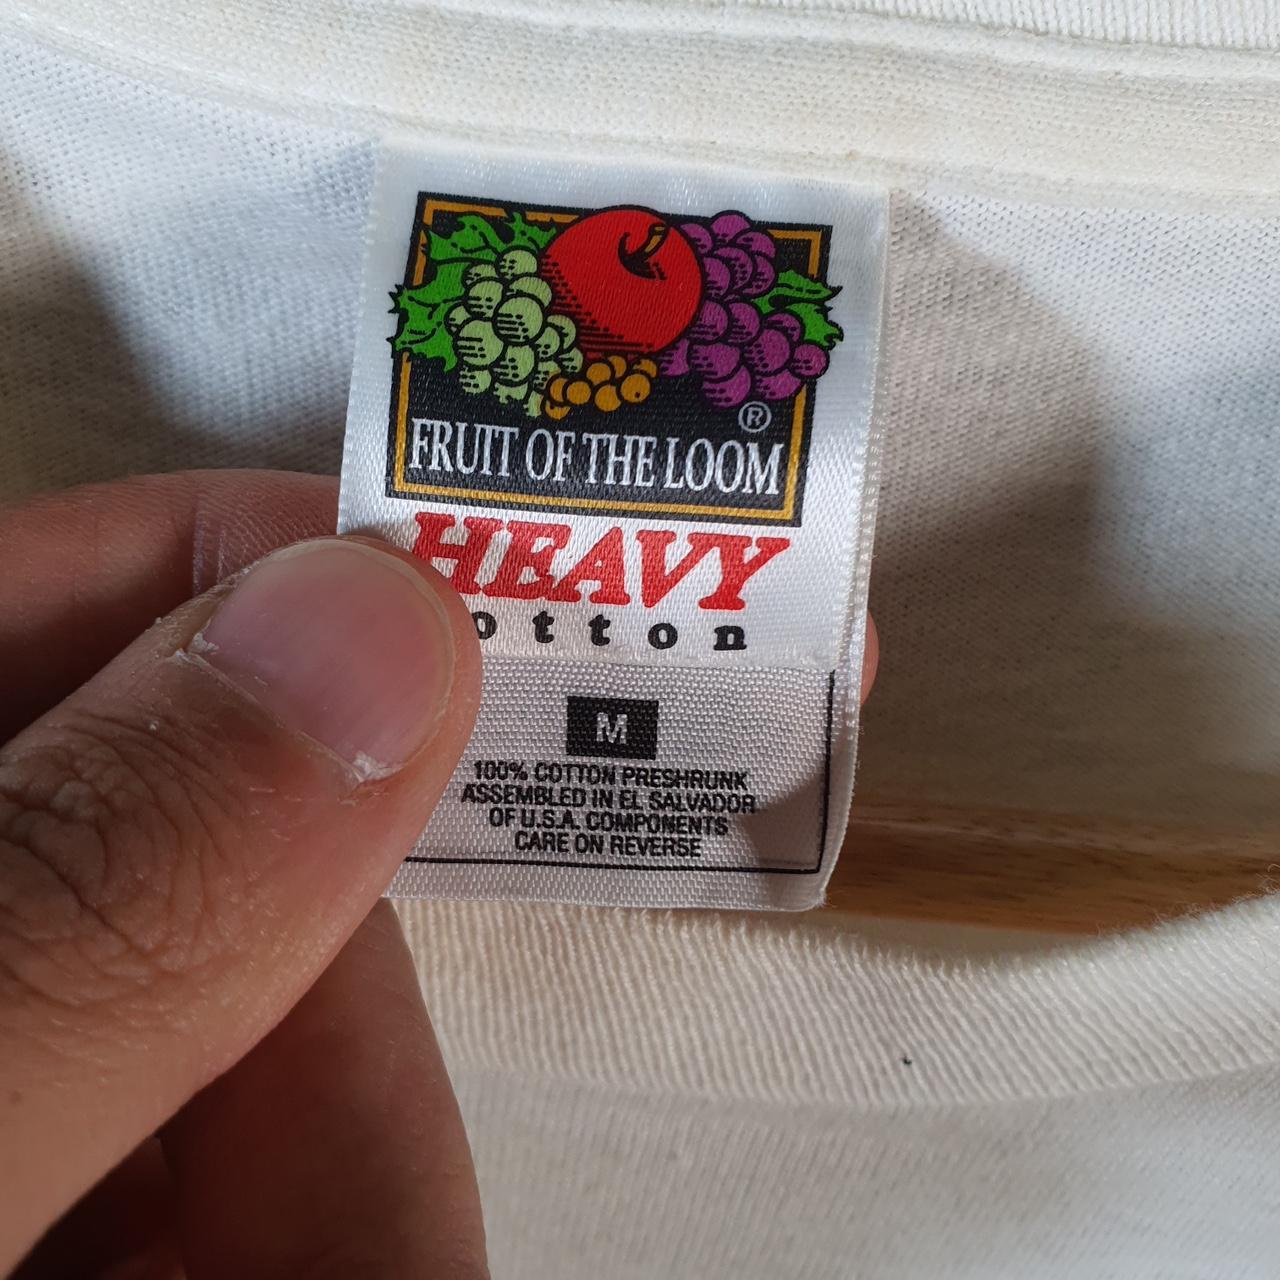 ®
FRUIT OF THE LOOM
HEAVY
otton
M
100% COTTON PRESHRUNK
ASSEMBLED IN EL SALVADOR
OF U.S.A. COMPONENTS
CARE ON REVERSE